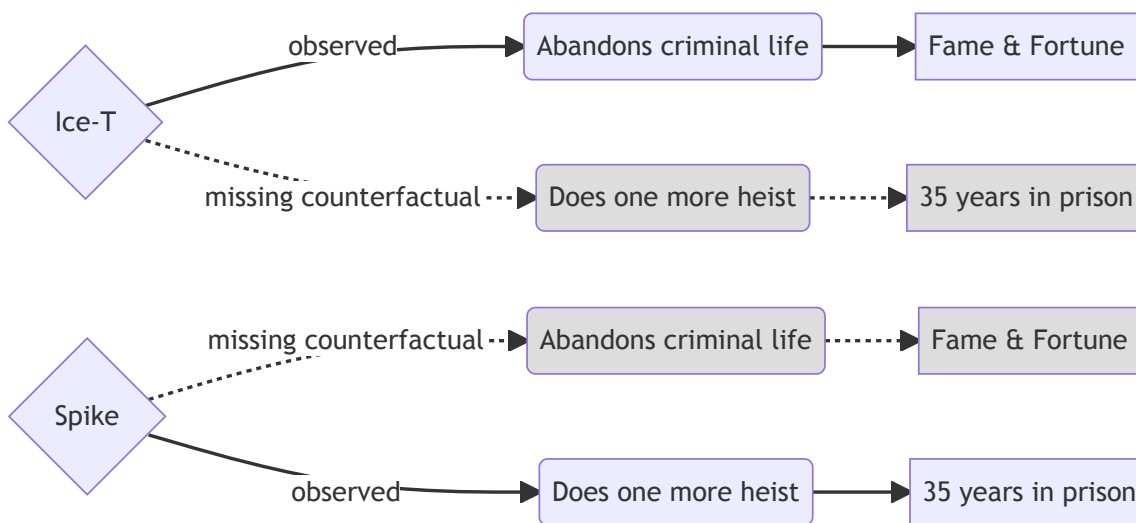 observed
Abandons criminal life
Fame & Fortune
Ice-T
missing counterfactual
Does one more heist
35 years in prison
missing counterfactual
Abandons criminal life
Fame & Fortune
Spike
observed
Does one more heist
35 years in prison